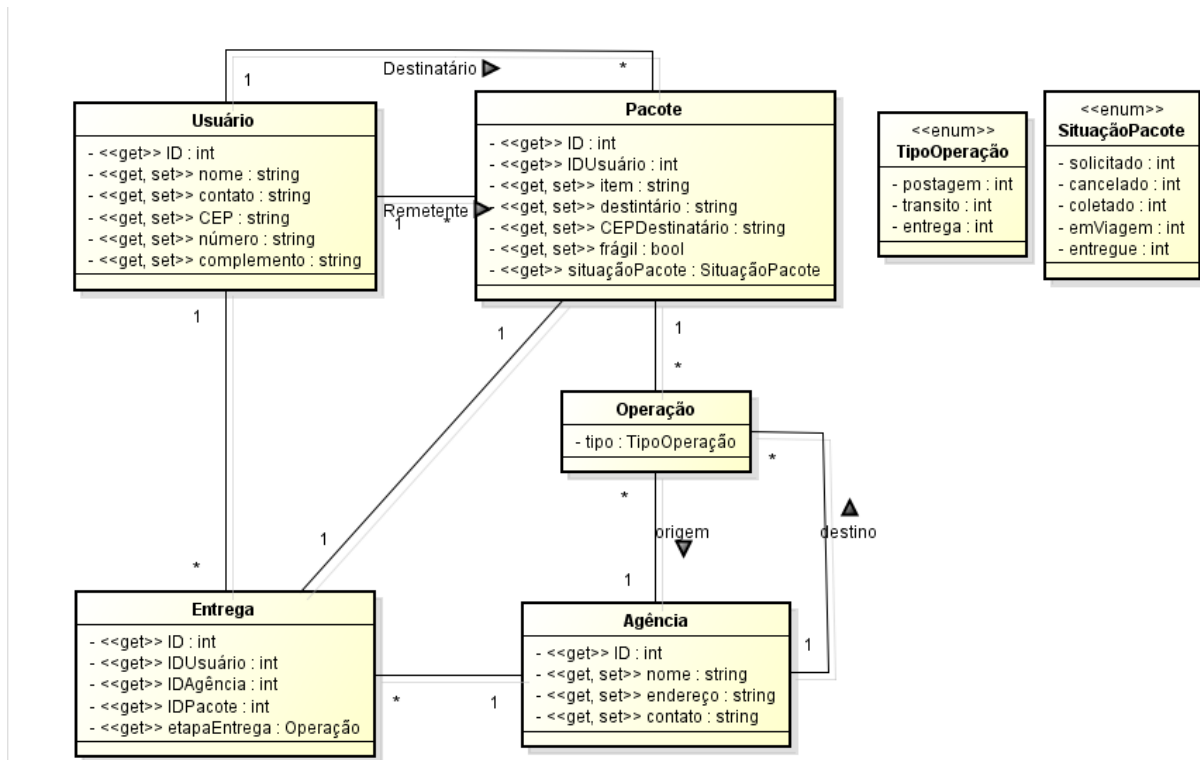 Destinatário
1
*
Usuário
- <<get>> ID : int
- <<get, set>> nome : string
- <<get, set>> contato : string
- <<get, set>> CEP : string
- <<get, set>> número : string
- <<get, set>> complemento : string
Remetente
1
*
Pacote
- <<get>> ID : int
- <<get>> IDUsuário : int
- <<get, set>> item : string
- <<get, set>> destintário : string
- <<get, set>> CEPDestinatário : string
- <<get, set>> frágil : bool
- <<get>> situaçãoPacote : SituaçãoPacote
<<enum>>
TipoOperação
- postagem : int
- transito : int
- entrega : int
<<enum>>
SituaçãoPacote
- solicitado : int
- cancelado : int
- coletado : int
- emViagem : int
- entregue : int
1
1
1
*
Operação
- tipo : TipoOperação
*
*
origem
destino
1
*
1
1
Entrega
- <<get>> ID : int
- <<get>> IDUsuário : int
- <<get>> IDAgência : int
- <<get>> IDPacote : int
- <<get>> etapaEntrega : Operação
*
1
Agência
- <<get>> ID : int
- <<get, set>> nome : string
- <<get, set>> endereço : string
- <<get, set>> contato : string